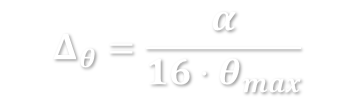 Δ_θ = α / (16 · θ_max)